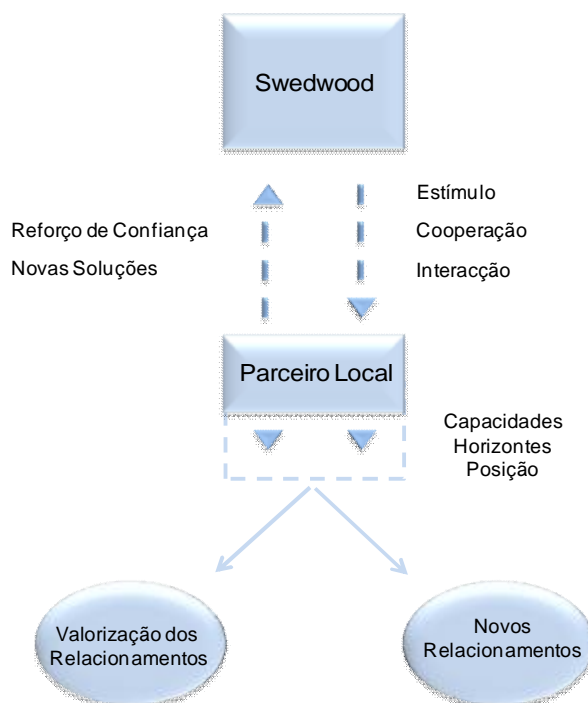 Swedwood
Estímulo
Reforço de Confiança
Cooperação
Novas Soluções
Interacção
Parceiro Local
Capacidades
Horizontes
Posição
Valorização dos
Relacionamentos
Novos
Relacionamentos